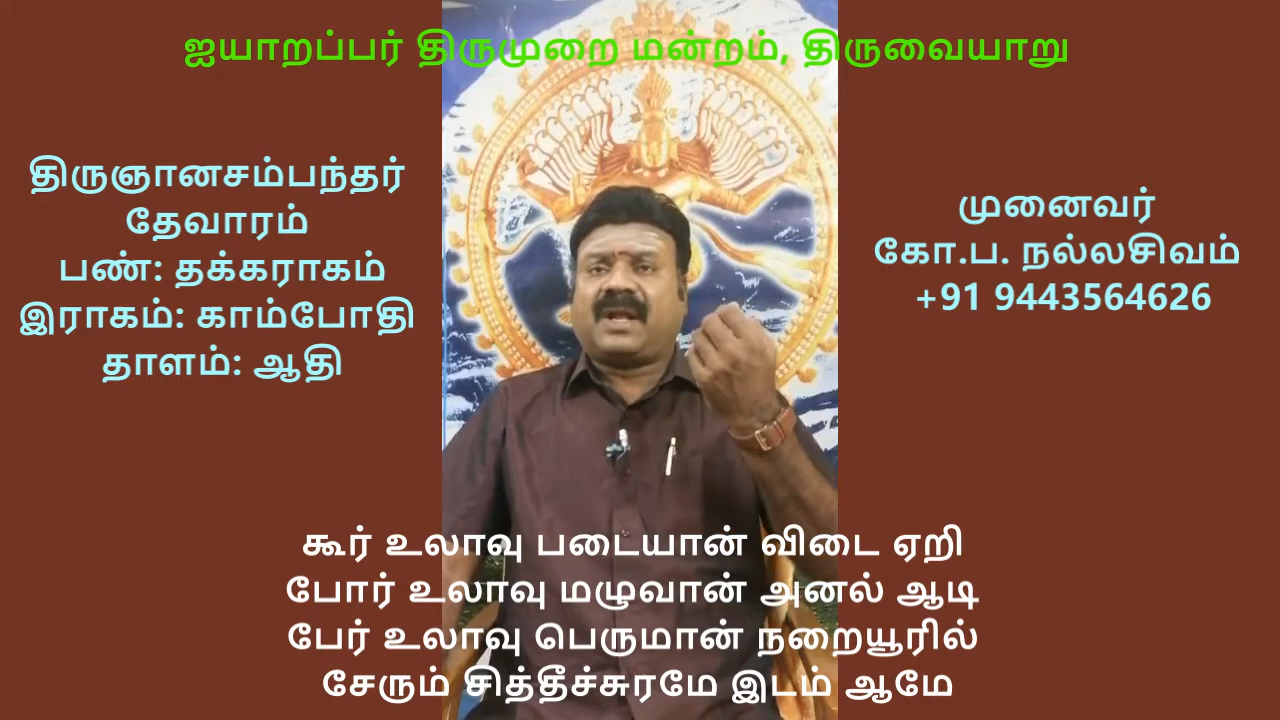 ஐயாறப்பர் திருமுறை மன்றம், திருவையாறு
திருஞானசம்பந்தர்
தேவாரம்
பண்: தக்கராகம்
இராகம்: காம்போதி
தாளம்: ஆதி
முனைவர்
கோ.ப. நல்லசிவம்
+91 9443564626
கூர் உலாவு படையான் விடை ஏறி
போர் உலாவு மழுவான் அனல் ஆடி
பேர் உலாவு பெருமான் நறையூரில்
சேரும் சித்தீச்சுரமே இடம் ஆமே